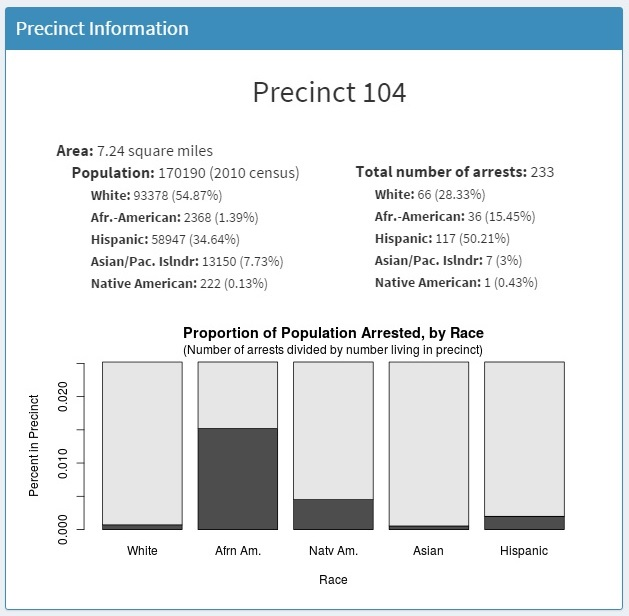 Precinct Information
Precinct 104
Area: 7.24 square miles
Population: 170190 (2010 census)
White: 93378 (54.87%)
Afr.-American: 2368 (1.39%)
Hispanic: 58947 (34.64%)
Asian/Pac. Islndr: 13150 (7.73%)
Native American: 222 (0.13%)
Total number of arrests: 233
White: 66 (28.33%)
Afr.-American: 36 (15.45%)
Hispanic: 117 (50.21%)
Asian/Pac. Islndr: 7 (3%)
Native American: 1 (0.43%)
Proportion of Population Arrested, by Race
(Number of arrests divided by number living in precinct)
Percent in Precinct
0.020
0.010
0.000
White Afrn Am. Natv Am. Asian Hispanic
Race